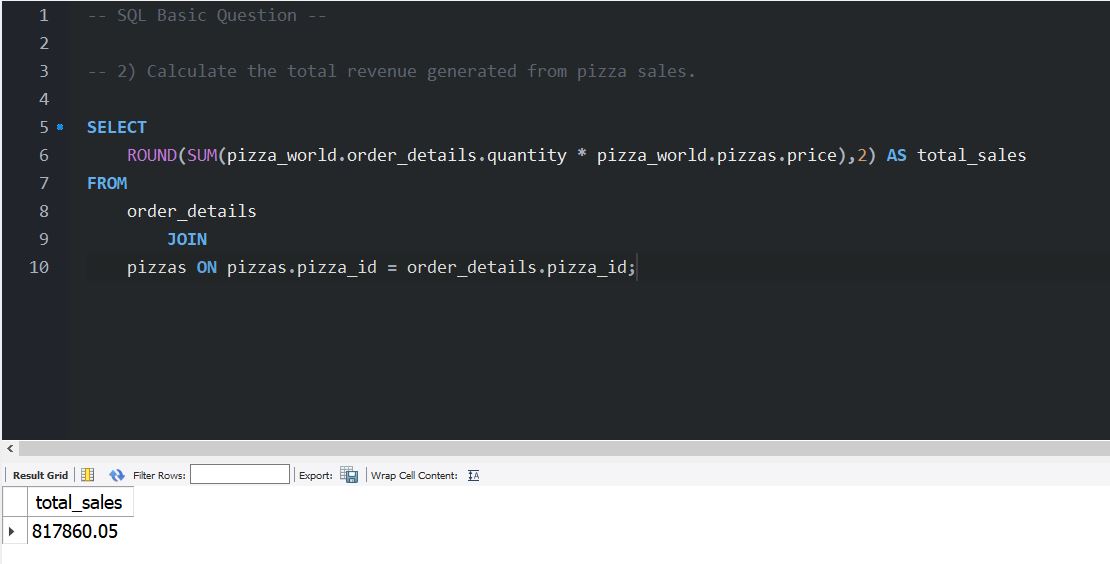 1 -- SQL Basic Question --
2
3 -- 2) Calculate the total revenue generated from pizza sales.
4
5 SELECT
6 ROUND(SUM(pizza_world.order_details.quantity * pizza_world.pizzas.price),2) AS total_sales
7 FROM
8 order_details
9 JOIN
10 pizzas ON pizzas.pizza_id = order_details.pizza_id;
Result Grid Filter Rows: Export: Wrap Cell Content: IA
total_sales
817860.05